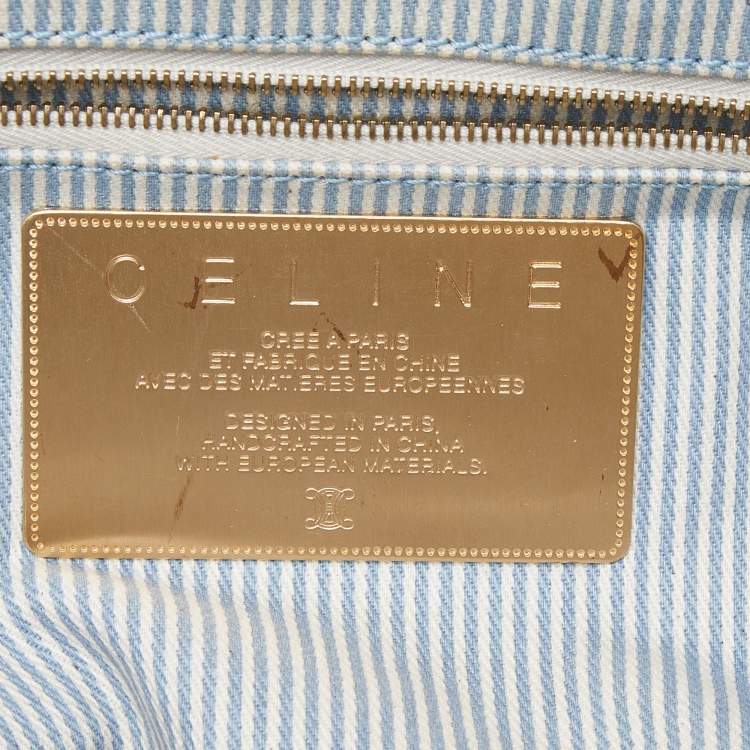 CELINE
CREE A PARIS
ET FABRIQUE EN CHINE
AVEC DES MATIERES EUROPEENNES
DESIGNED IN PARIS,
HANDCRAFTED IN CHINA
WITH EUROPEAN MATERIALS.